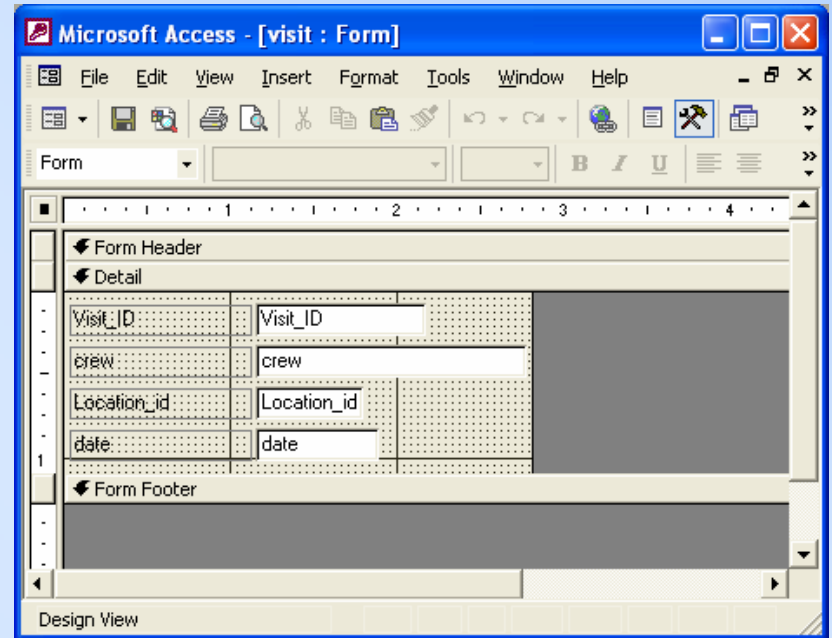 Microsoft Access - [visit : Form]
File Edit View Insert Format Tools Window Help
Form B I U
1 2 3 4
Form Header
Detail
Visit_ID Visit_ID
crew crew
Location_id Location_id
date date
1
Form Footer
Design View